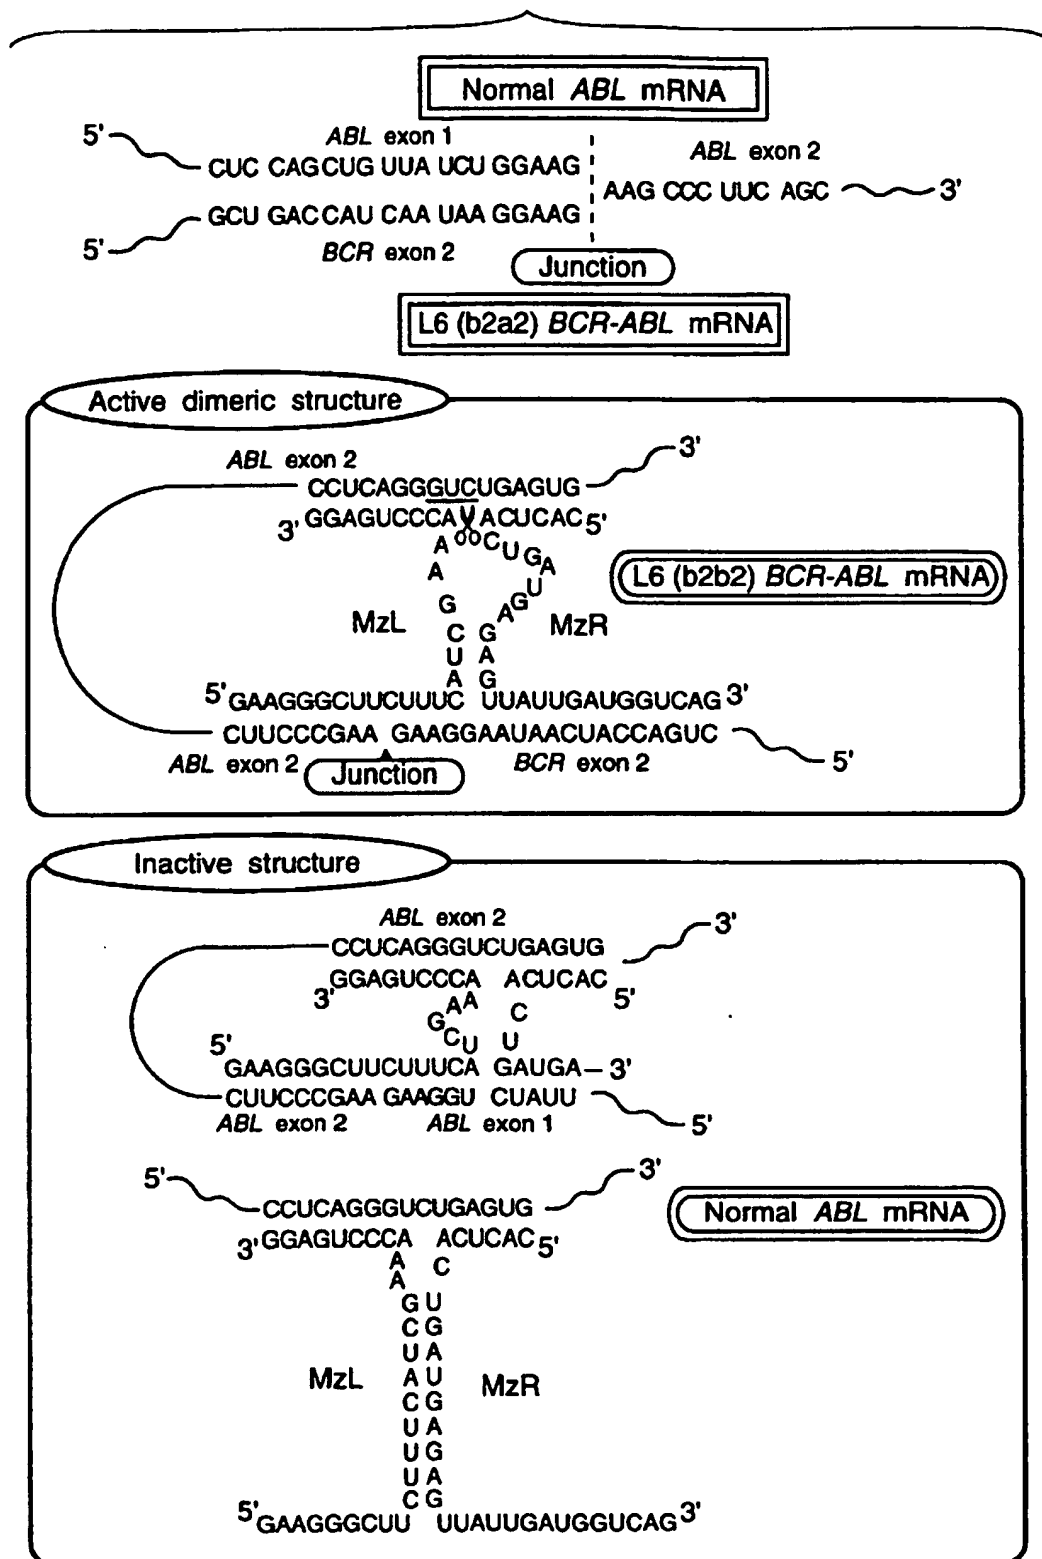 Normal ABL mRNA
5'
ABL exon 1
ABL exon 2
CUC CAGCUG UUA UCU GGAAG
AAG CCC UUC AGC
3'
GCU GACCAU CAA UAA GGAAG
5'
BCR exon 2
Junction
L6 (b2a2) BCR-ABL mRNA
Active dimeric structure
ABL exon 2
3'
CCUCAGGGUCUGAGUG
3'
GGAGUCCCA
ACUCAC
5'
A
A
G
C
U
A
C
U
G
A
U
G
A
G
A
G
MzL
MzR
L6 (b2b2) BCR-ABL mRNA
5'
GAAGGGCUUCUUUC
UUAUUGAUGGUCAG
3'
CUUCCCGAA GAAGGAAUAACUACCAGUC
5'
ABL exon 2
BCR exon 2
Junction
Inactive structure
ABL exon 2
3'
CCUCAGGGUCUGAGUG
GGAGUCCCA
ACUCAC
3'
5'
A
A
G
C
U
C
U
5'
GAAGGGCUUCUUUCA
GAUGA
3'
CUUCCCGAA GAAGGU
CUAUU
ABL exon 2
ABL exon 1
5'
5'
3'
CCUCAGGGUCUGAGUG
Normal ABL mRNA
3'
GGAGUCCCA
ACUCAC
5'
A
C
A
G U
C G
U A
MzL
A U
MzR
C G
U A
U G
U A
C G
5'
GAAGGGCUU
UUAUUGAUGGUCAG
3'